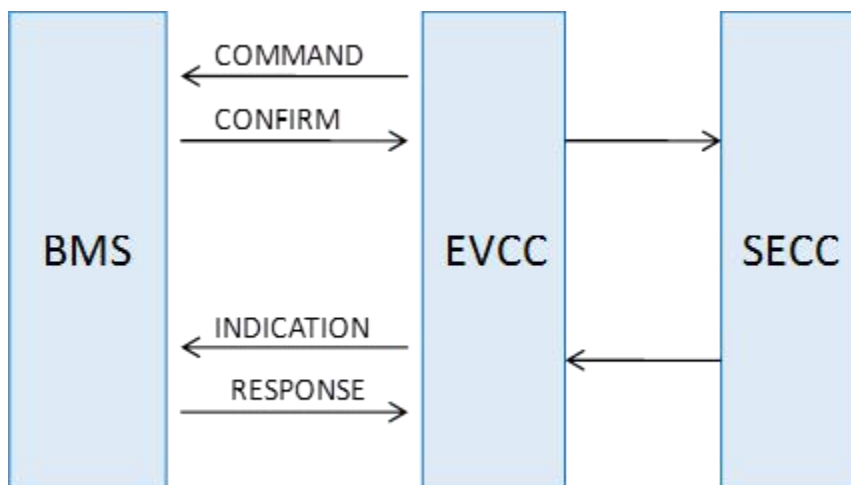 COMMAND
CONFIRM
BMS
EVCC
SECC
INDICATION
RESPONSE